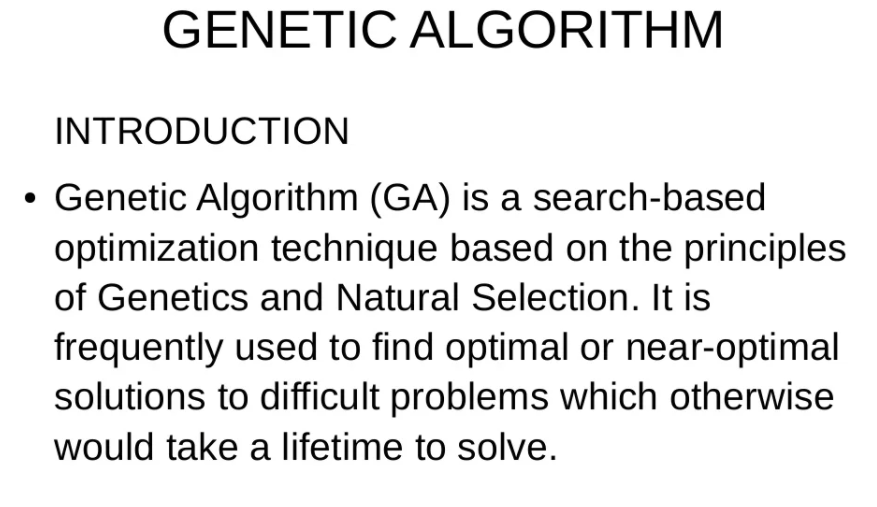 GENETIC ALGORITHM
INTRODUCTION
• Genetic Algorithm (GA) is a search-based
optimization technique based on the principles
of Genetics and Natural Selection. It is
frequently used to find optimal or near-optimal
solutions to difficult problems which otherwise
would take a lifetime to solve.